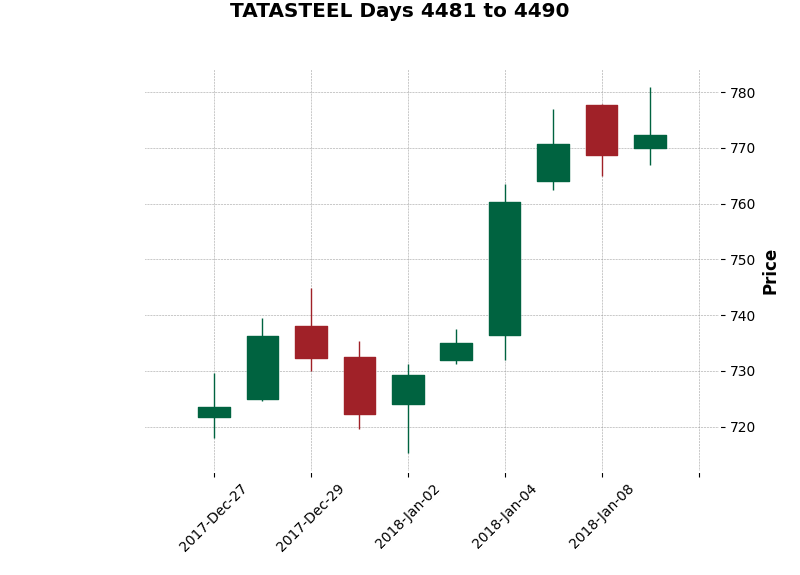 TATASTEEL Days 4481 to 4490
780
770
760
750
740
730
720
Price
2017-Dec-27
2017-Dec-29
2018-Jan-02
2018-Jan-04
2018-Jan-08